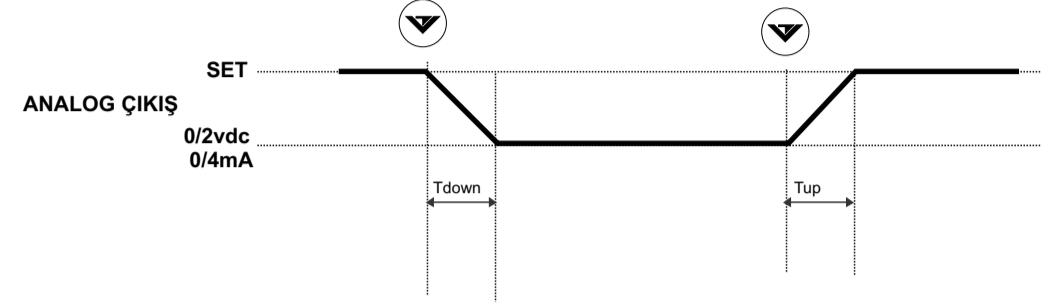 SET
ANALOG ÇIKIŞ
0/2vdc
0/4mA
Tdown
Tup